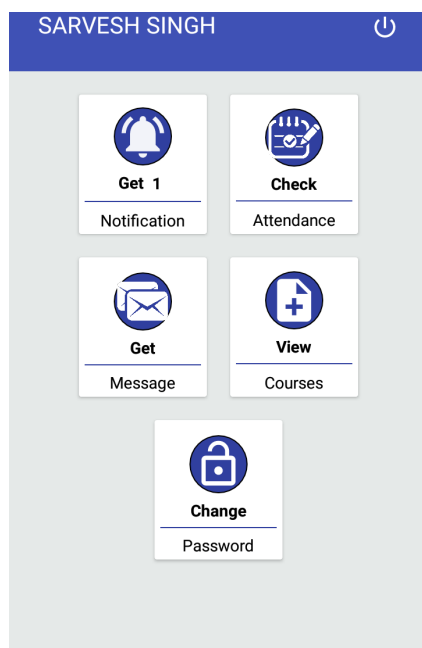 SARVESH SINGH
Get 1
Notification
Check
Attendance
Get
Message
View
Courses
Change
Password